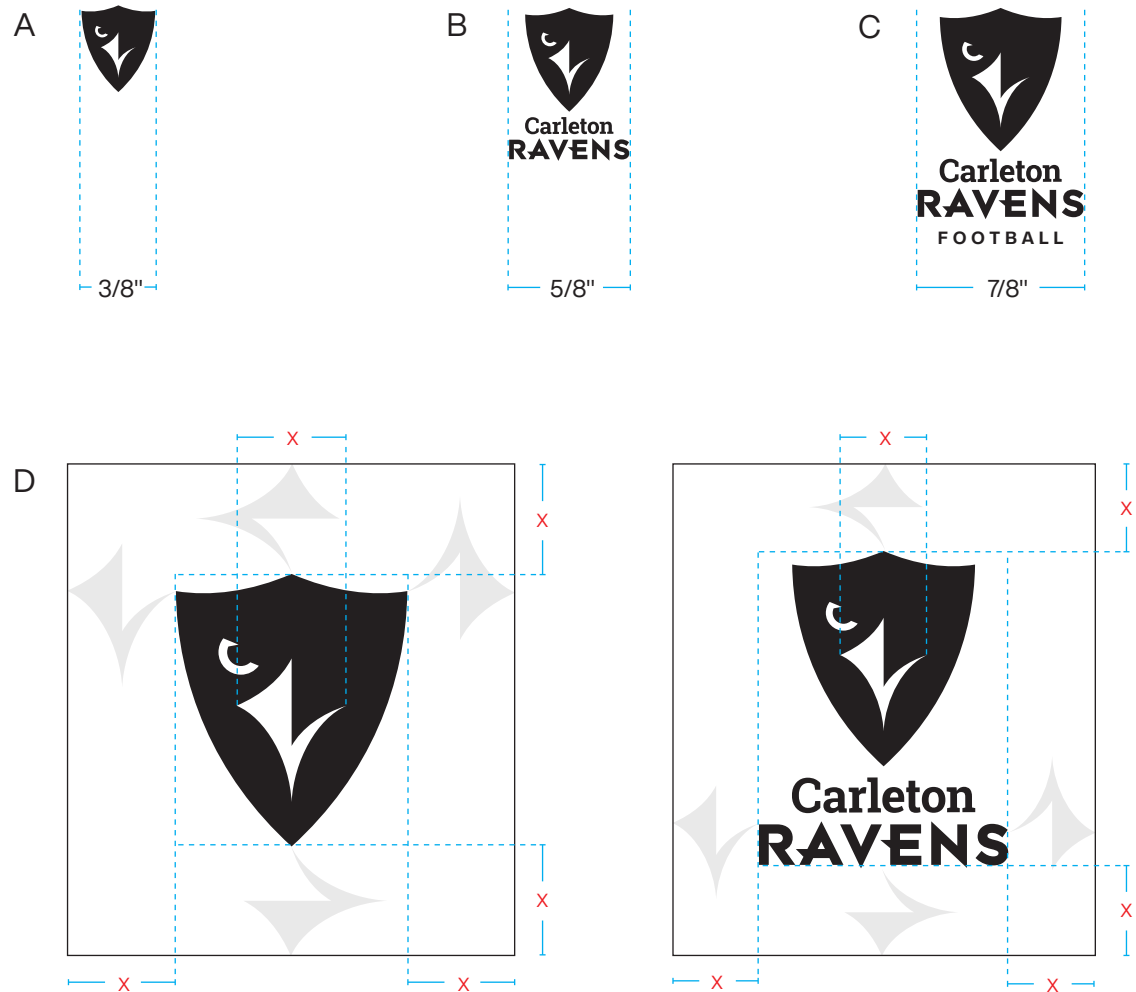 A
B
C
Carleton
RAVENS
Carleton
RAVENS
FOOTBALL
3/8"
5/8"
7/8"
X
X
D
X
X
Carleton
RAVENS
X
X
X
X
X
X